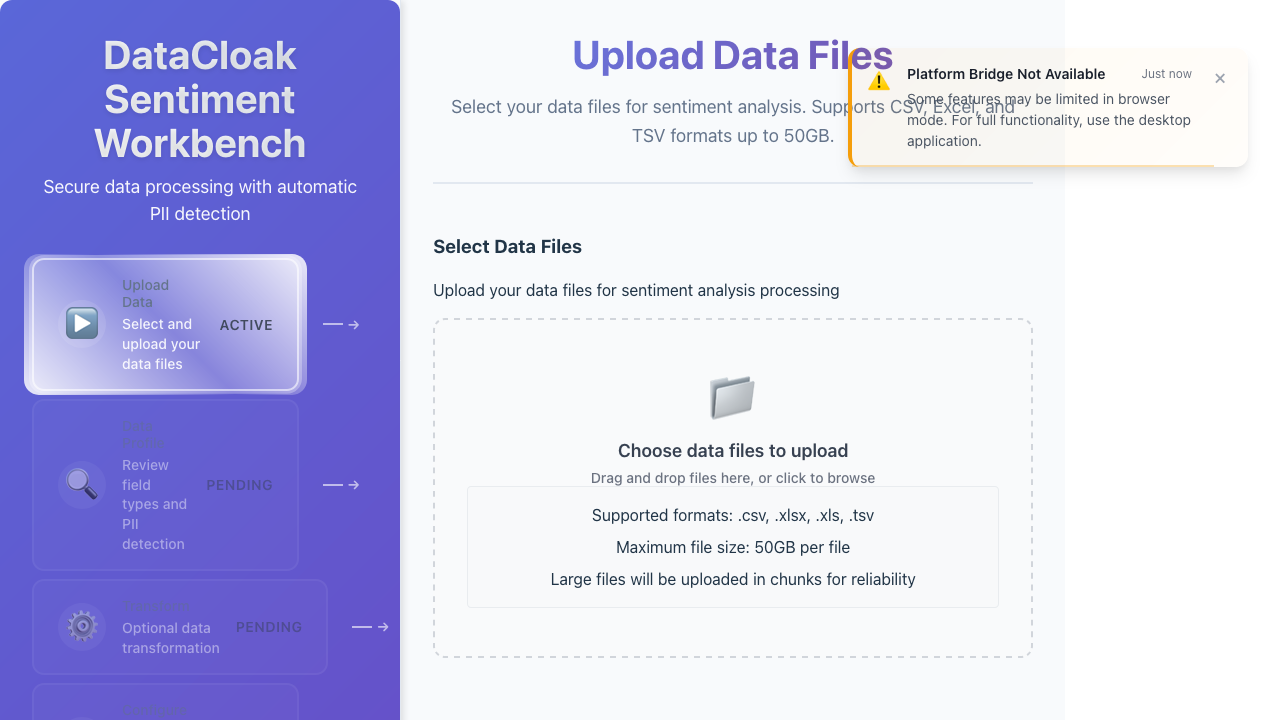 DataCloak
Sentiment
Workbench
Secure data processing with automatic
PII detection
Upload
Data
Select and
upload your
data files
ACTIVE
Review
field
types and
PII
detection
PENDING
Optional data
transformation
PENDING
Upload Data Files
Select your data files for sentiment analysis. Supports CSV, Excel, and
TSV formats up to 50GB.
Platform Bridge Not Available
Just now
×
Some features may be limited in browser
mode. For full functionality, use the desktop
application.
Select Data Files
Upload your data files for sentiment analysis processing
Choose data files to upload
Drag and drop files here, or click to browse
Supported formats: .csv, .xlsx, .xls, .tsv
Maximum file size: 50GB per file
Large files will be uploaded in chunks for reliability